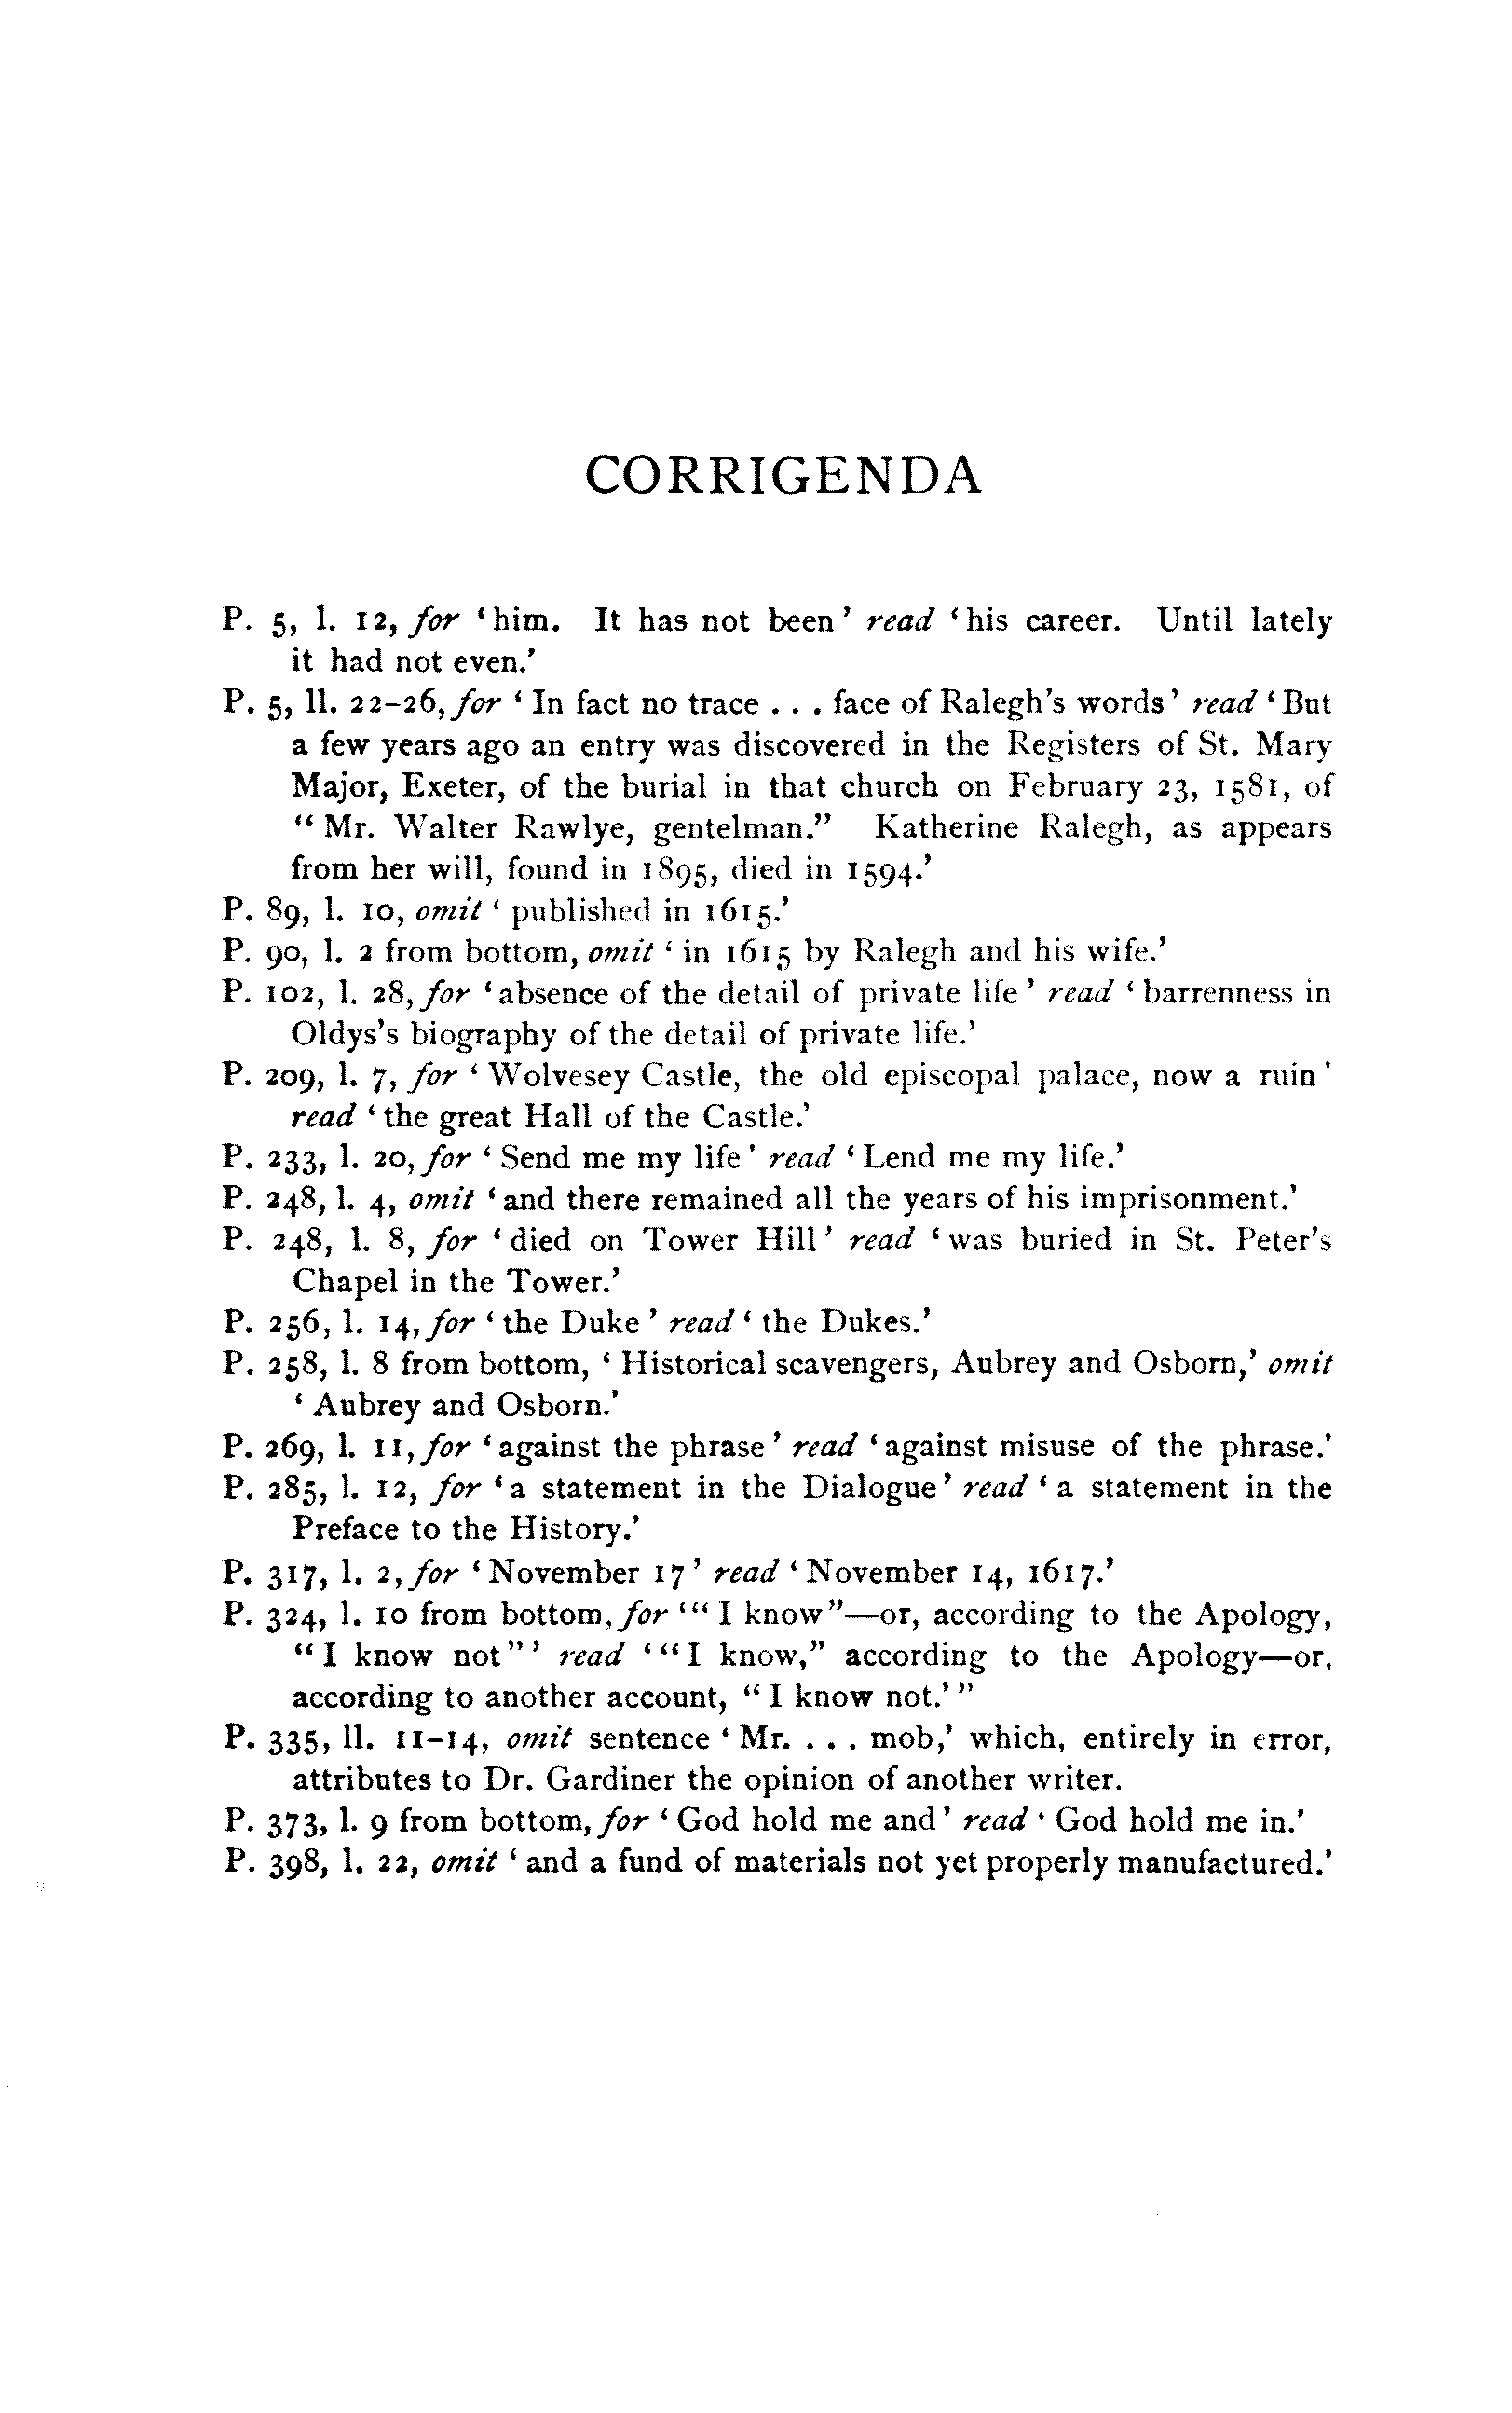 CORRIGENDA
P. 5, l. 12, for ‘him. It has not been’ read ‘his career. Until lately
it had not even.’
P. 5, ll. 22–26, for ‘In fact no trace . . . face of Ralegh's words’ read ‘But
a few years ago an entry was discovered in the Registers of St. Mary
Major, Exeter, of the burial in that church on February 23, 1581, of
“Mr. Walter Rawlye, gentelman.” Katherine Ralegh, as appears
from her will, found in 1895, died in 1594.’
P. 89, l. 10, omit ‘published in 1615.’
P. 90, l. 2 from bottom, omit ‘in 1615 by Ralegh and his wife.’
P. 102, l. 28, for ‘absence of the detail of private life’ read ‘barrenness in
Oldys's biography of the detail of private life.’
P. 209, l. 7, for ‘Wolvesey Castle, the old episcopal palace, now a ruin’
read ‘the great Hall of the Castle.’
P. 233, l. 20, for ‘Send me my life’ read ‘Lend me my life.’
P. 248, l. 4, omit ‘and there remained all the years of his imprisonment.’
P. 248, l. 8, for ‘died on Tower Hill’ read ‘was buried in St. Peter's
Chapel in the Tower.’
P. 256, l. 14, for ‘the Duke’ read ‘the Dukes.’
P. 258, l. 8 from bottom, ‘Historical scavengers, Aubrey and Osborn,’ omit
‘Aubrey and Osborn.’
P. 269, l. 11, for ‘against the phrase’ read ‘against misuse of the phrase.’
P. 285, l. 12, for ‘a statement in the Dialogue’ read ‘a statement in the
Preface to the History.’
P. 317, l. 2, for ‘November 17’ read ‘November 14, 1617.’
P. 324, l. 10 from bottom, for ‘“I know”—or, according to the Apology,
“I know not”’ read ‘“I know,” according to the Apology—or,
according to another account, “I know not.’”
P. 335, ll. 11–14, omit sentence ‘Mr. . . . mob,’ which, entirely in error,
attributes to Dr. Gardiner the opinion of another writer.
P. 373, l. 9 from bottom, for ‘God hold me and’ read ‘God hold me in.’
P. 398, l. 22, omit ‘and a fund of materials not yet properly manufactured.’